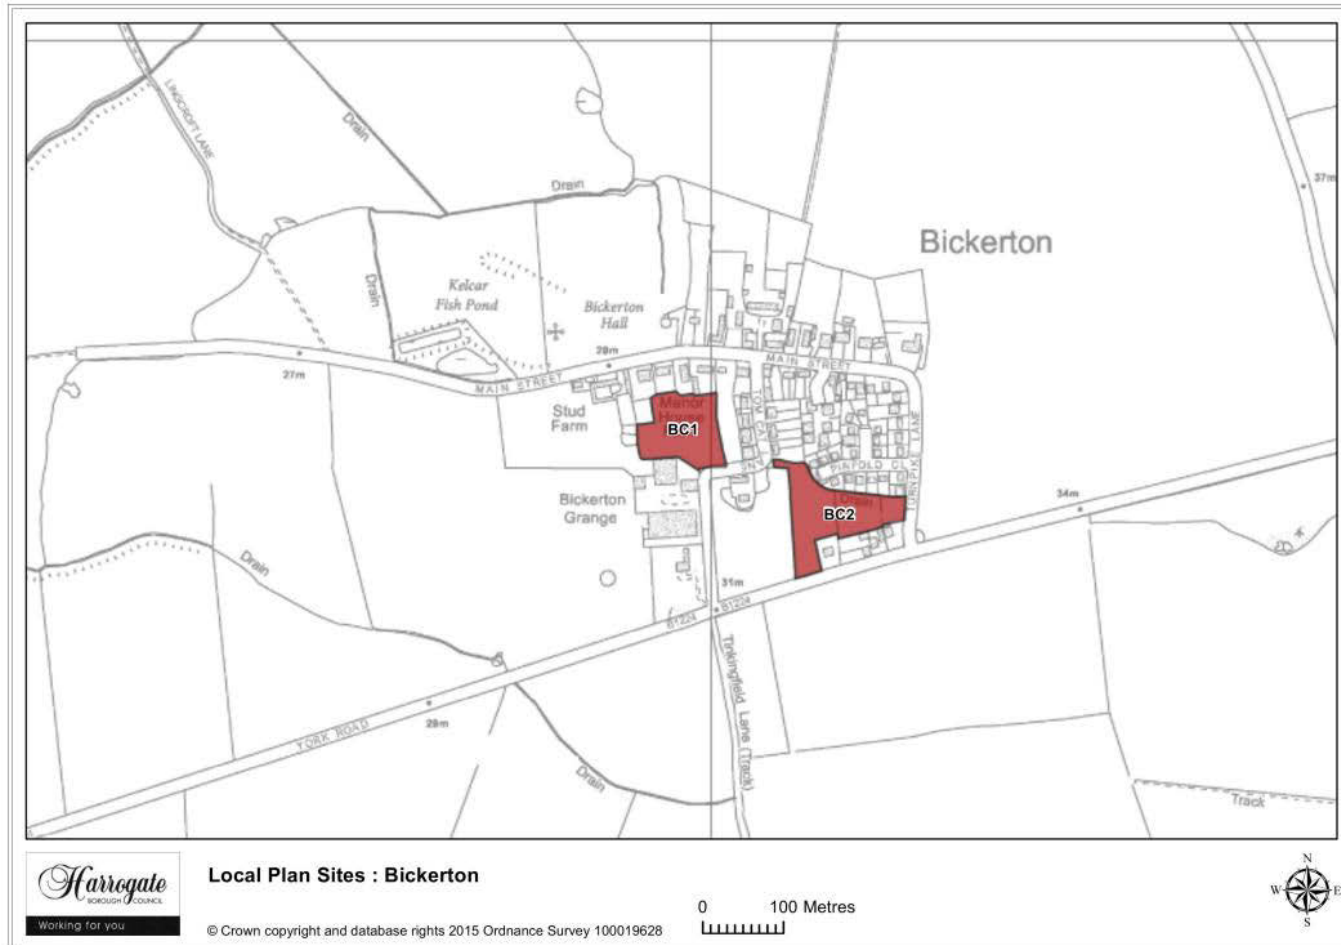 LINGCROFT LANE
Drain
Drain
37m
Bickerton
Drain
Kelcar
Fish Pond
Bickerton
Hall
28m
MAIN STREET
27m
MAIN STREET
Stud
Farm
Manor
House
BC1
TURNPIKE LANE
PINFOLD CL
34m
Bickerton
Grange
Drain
BC2
Drain
31m
B1224
B1224
Tinkingfield Lane (Track)
YORK ROAD
29m
Drain
Track
Harrogate
BOROUGH COUNCIL
Working for you
Local Plan Sites : Bickerton
© Crown copyright and database rights 2015 Ordnance Survey 100019628
0 100 Metres
N
W E
S